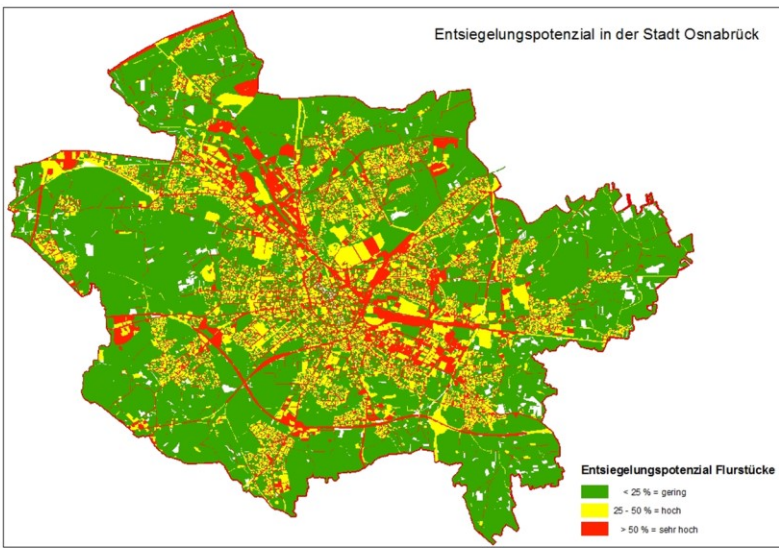 Entsiegelungspotenzial in der Stadt Osnabrück
Entsiegelungspotenzial Flurstücke
< 25 % = gering
25 - 50 % = hoch
> 50 % = sehr hoch